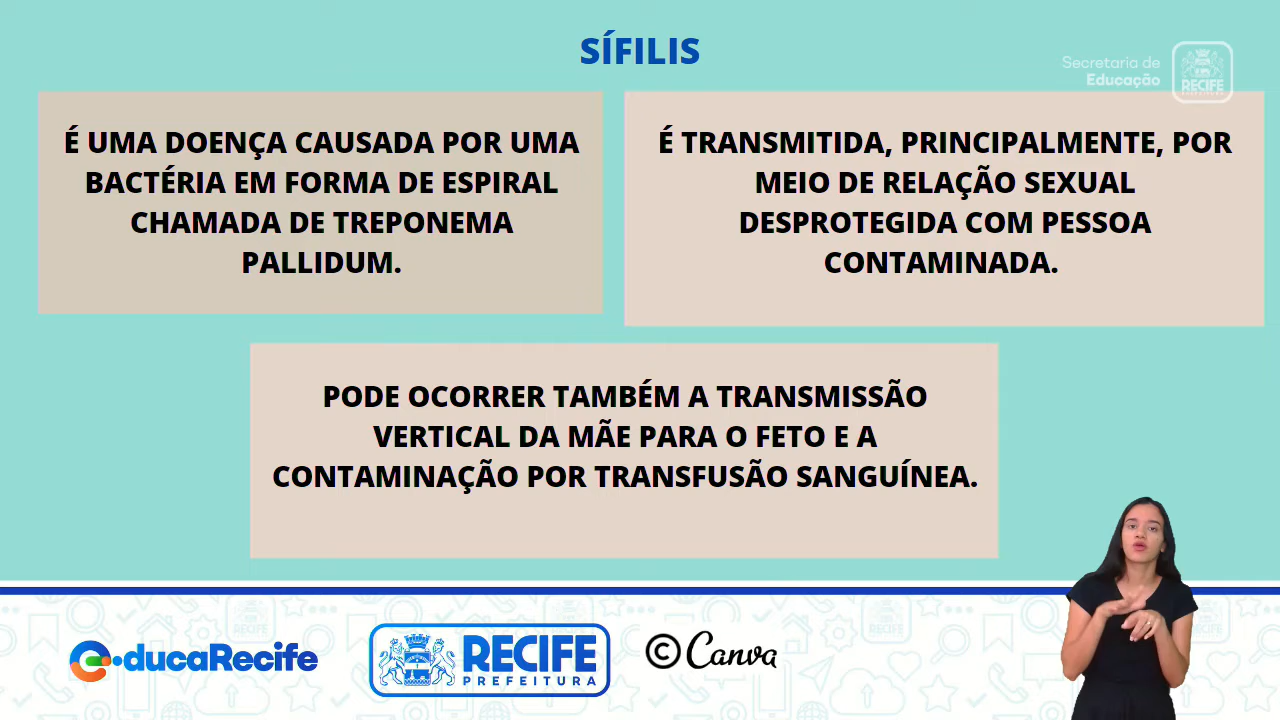 SÍFILIS
Secretaria de
Educação
RECIFE
É UMA DOENÇA CAUSADA POR UMA
BACTÉRIA EM FORMA DE ESPIRAL
CHAMADA DE TREPONEMA
PALLIDUM.
É TRANSMITIDA, PRINCIPALMENTE, POR
MEIO DE RELAÇÃO SEXUAL
DESPROTEGIDA COM PESSOA
CONTAMINADA.
PODE OCORRER TAMBÉM A TRANSMISSÃO
VERTICAL DA MÃE PARA O FETO E A
CONTAMINAÇÃO POR TRANSFUSÃO SANGUÍNEA.
e·ducaRecife
RECIFE
PREFEITURA
© Canva